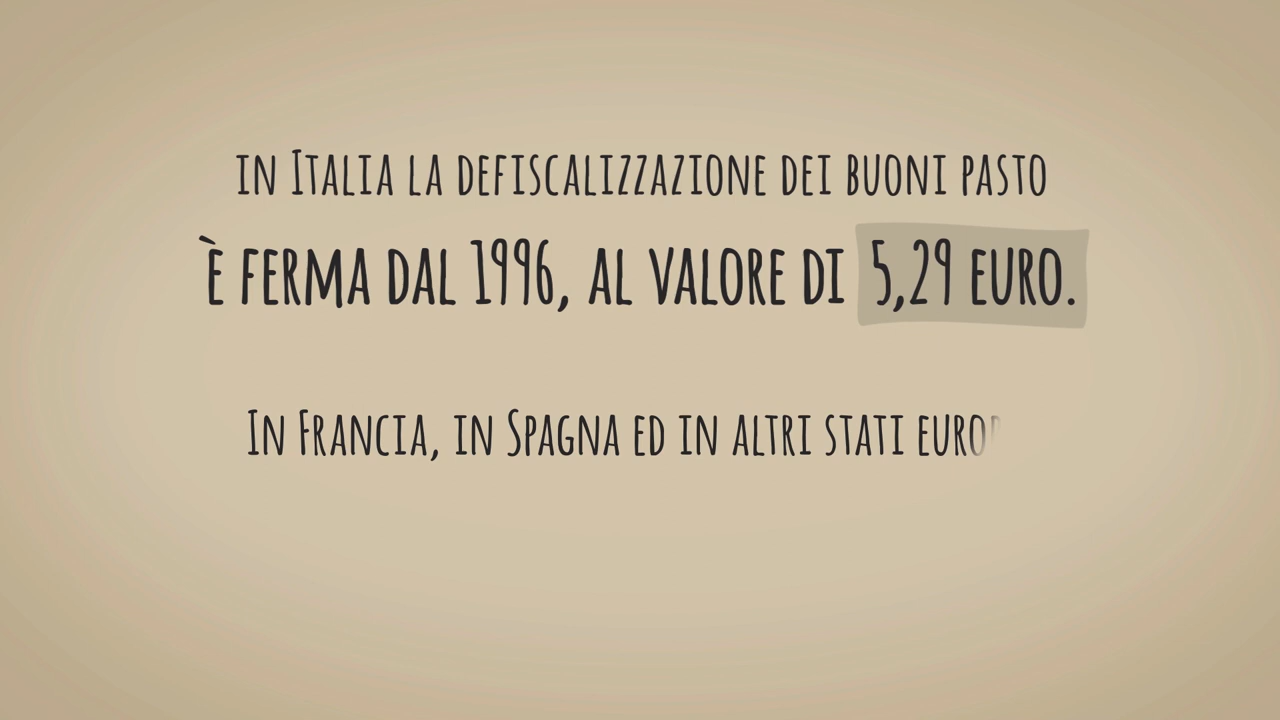 in Italia la defiscalizzazione dei buoni pasto
è ferma dal 1996, al valore di 5,29 euro.
In Francia, in Spagna ed in altri stati